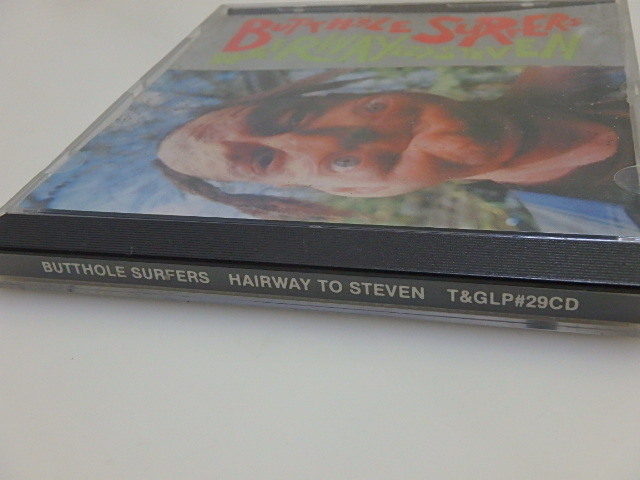 BUTTHOLE SURFERS
HAIRWAY TO STEVEN
BUTTHOLE SURFERS HAIRWAY TO STEVEN T&GLP#29CD